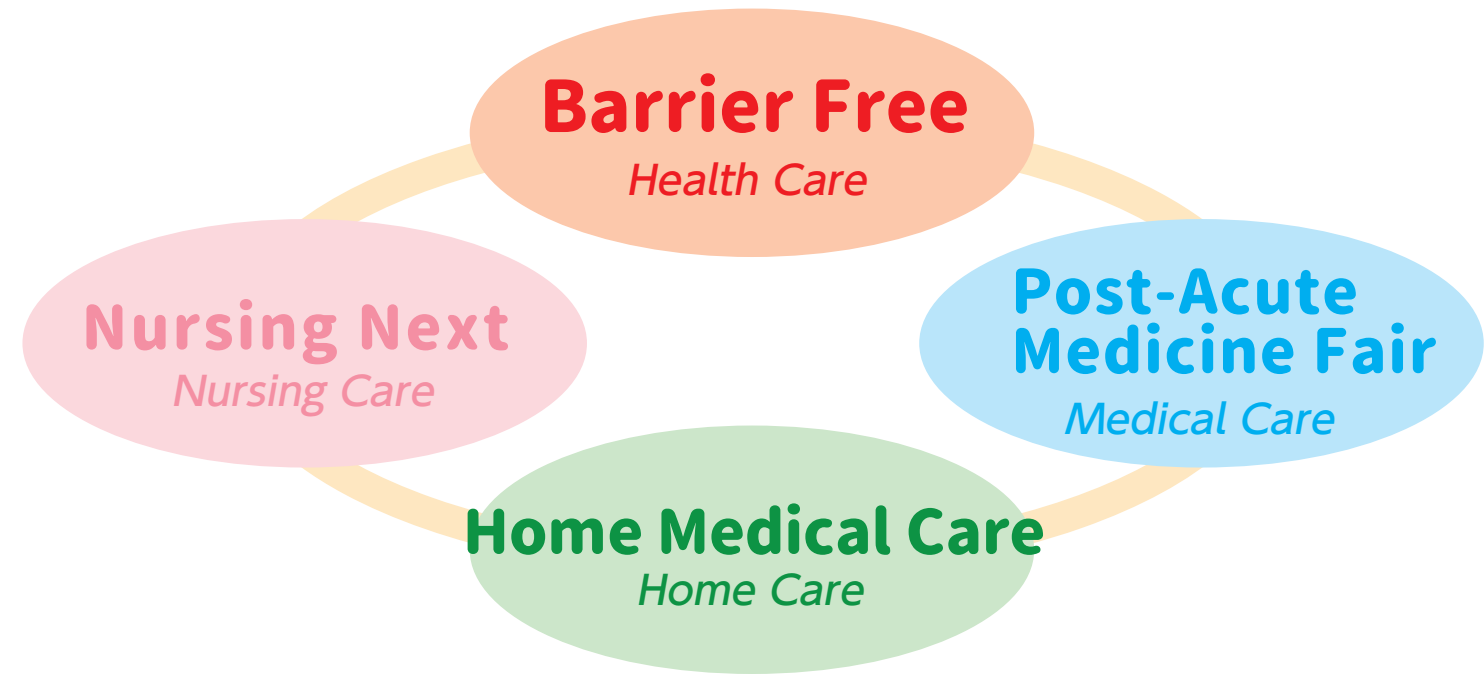 Barrier Free
Health Care
Nursing Next
Nursing Care
Post-Acute
Medicine Fair
Medical Care
Home Medical Care
Home Care